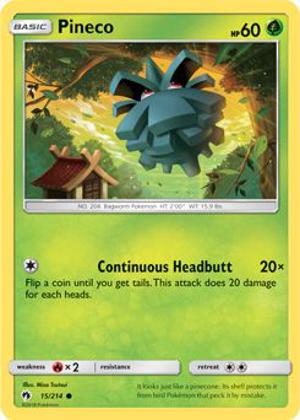 BASIC Pineco HP60
NO. 204 Bagworm Pokémon HT: 2'00" WT: 15.9 lbs.
Continuous Headbutt 20×
Flip a coin until you get tails. This attack does 20 damage
for each heads.
weakness ×2 resistance retreat
Illus. Misa Tsutsui
It looks just like a pinecone. Its shell protects it
from bird Pokémon that peck it by mistake.
15/214
©2018 Pokémon